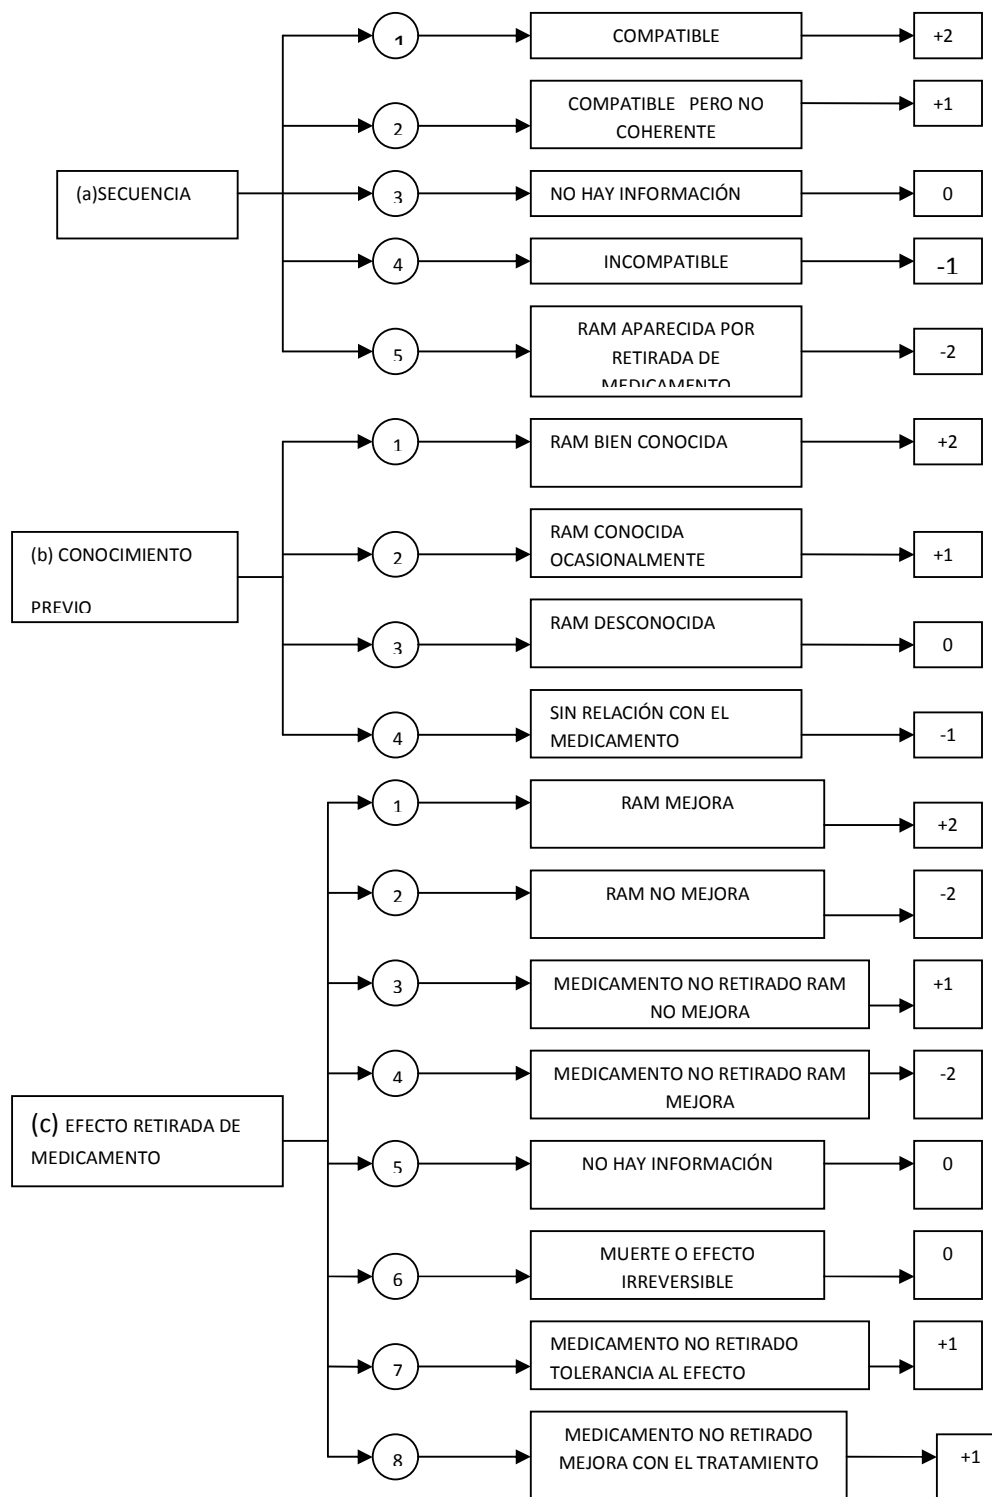 1
COMPATIBLE
+2
2
COMPATIBLE PERO NO
COHERENTE
+1
(a)SECUENCIA
3
NO HAY INFORMACIÓN
0
4
INCOMPATIBLE
-1
5
RAM APARECIDA POR
RETIRADA DE
MEDICAMENTO
-2
1
RAM BIEN CONOCIDA
+2
(b) CONOCIMIENTO
PREVIO
2
RAM CONOCIDA
OCASIONALMENTE
+1
3
RAM DESCONOCIDA
0
4
SIN RELACIÓN CON EL
MEDICAMENTO
-1
1
RAM MEJORA
+2
2
RAM NO MEJORA
-2
3
MEDICAMENTO NO RETIRADO RAM
NO MEJORA
+1
4
MEDICAMENTO NO RETIRADO RAM
MEJORA
-2
(c) EFECTO RETIRADA DE
MEDICAMENTO
5
NO HAY INFORMACIÓN
0
6
MUERTE O EFECTO
IRREVERSIBLE
0
7
MEDICAMENTO NO RETIRADO
TOLERANCIA AL EFECTO
+1
8
MEDICAMENTO NO RETIRADO
MEJORA CON EL TRATAMIENTO
+1